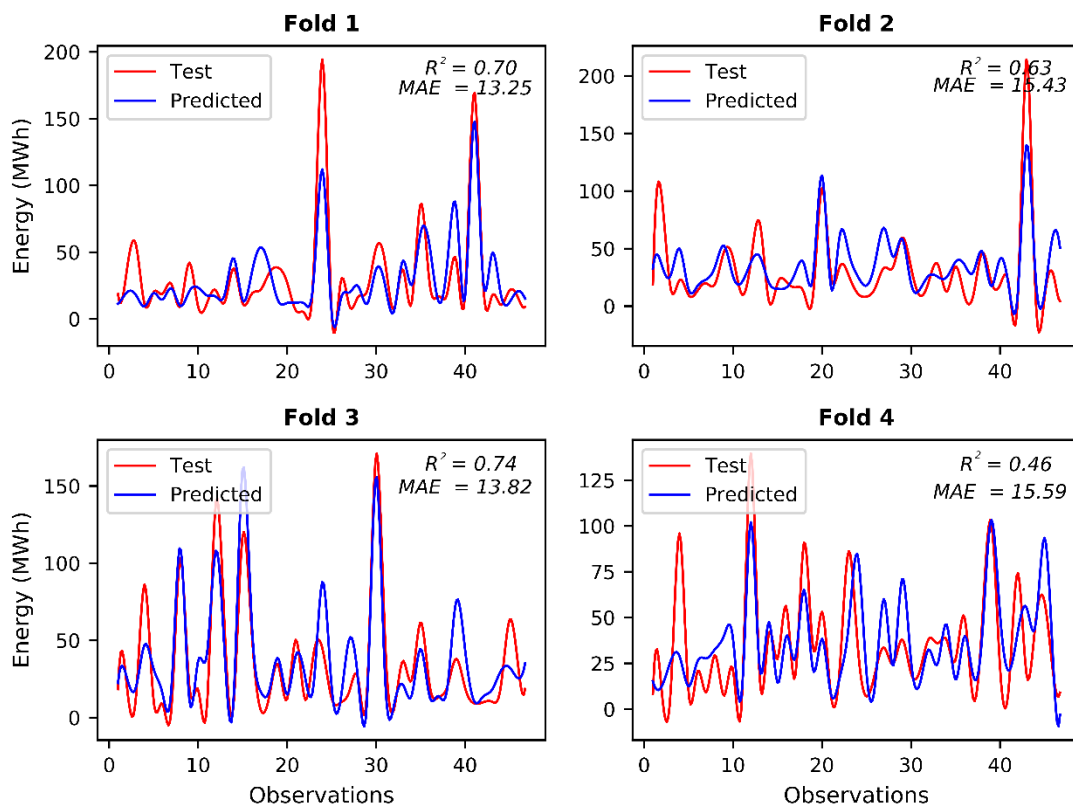 Fold 1
Test
Predicted
R² = 0.70
MAE = 13.25
Energy (MWh)
200
150
100
50
0
0 10 20 30 40
Fold 2
Test
Predicted
R² = 0.63
MAE = 15.43
200
150
100
50
0
0 10 20 30 40
Fold 3
Test
Predicted
R² = 0.74
MAE = 13.82
Energy (MWh)
150
100
50
0
0 10 20 30 40
Observations
Fold 4
Test
Predicted
R² = 0.46
MAE = 15.59
125
100
75
50
25
0
0 10 20 30 40
Observations